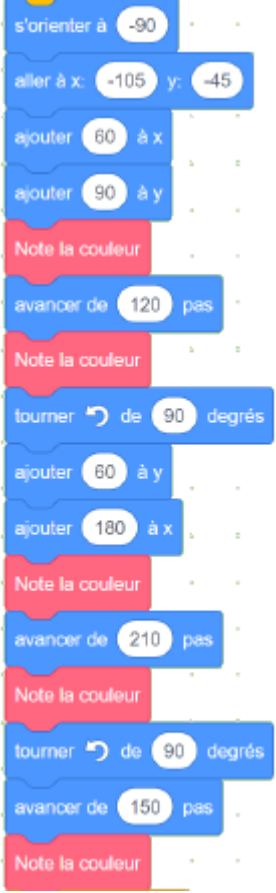 s'orienter à -90
aller à x: -105 y: -45
ajouter 60 à x
ajouter 90 à y
Note la couleur
avancer de 120 pas
Note la couleur
tourner de 90 degrés
ajouter 60 à y
ajouter 180 à x
Note la couleur
avancer de 210 pas
Note la couleur
tourner de 90 degrés
avancer de 150 pas
Note la couleur